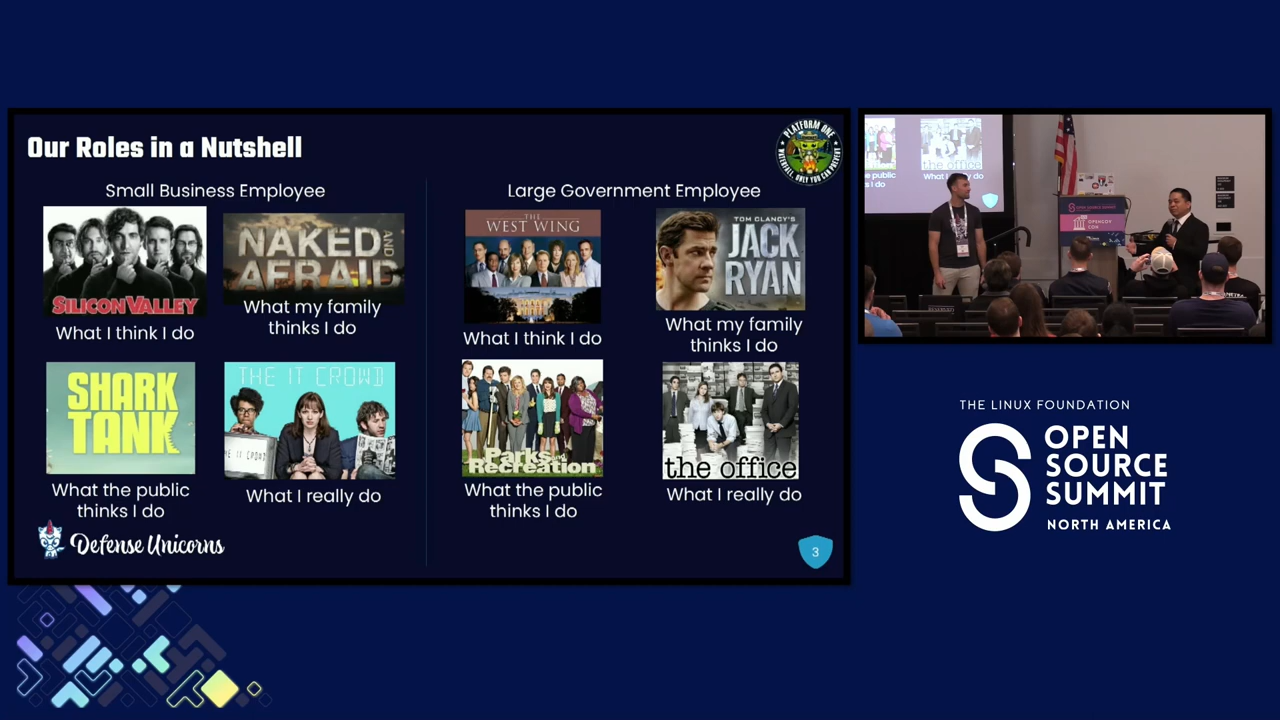 Our Roles in a Nutshell
PLATFORM ONE
Small Business Employee
Large Government Employee
SILICON VALLEY
NAKED AND AFRAID
THE WEST WING
TOM CLANCY'S
JACK
RYAN
What I think I do
What my family
thinks I do
What I think I do
What my family
thinks I do
SHARK
TANK
THE IT CROWD
Parks and
Recreation
the office
What the public
thinks I do
What I really do
What the public
thinks I do
What I really do
Defense Unicorns
3
the office
THE LINUX FOUNDATION
OPEN
SOURCE
SUMMIT
NORTH AMERICA